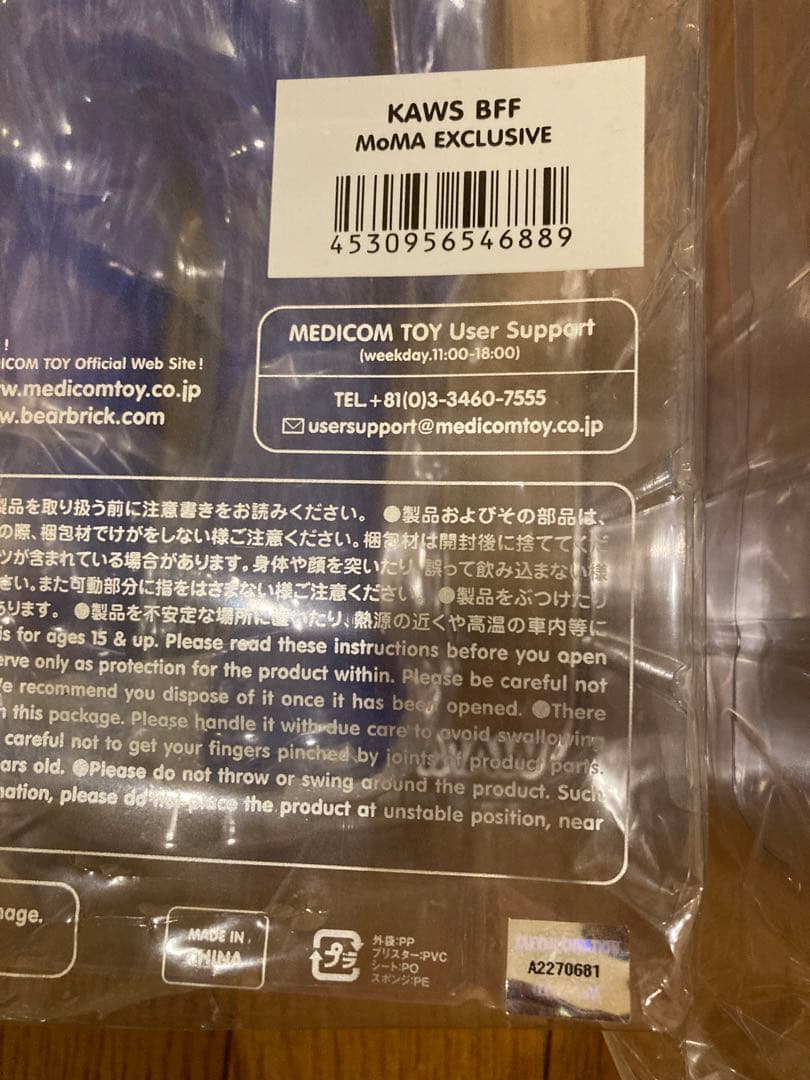 KAWS BFF
MoMA EXCLUSIVE
4530956546889
!
ICOM TOY Official Web Site!
w.medicomtoy.co.jp
w.bearbrick.com
MEDICOM TOY User Support
(weekday.11:00-18:00)
TEL.+81(0)3-3460-7555
usersupport@medicomtoy.co.jp
製品を取り扱う前に注意書きをお読みください。 ●製品およびその部品は、
の際、梱包材でけがをしない様ご注意ください。梱包材は開封後に捨ててくだ
ツが含まれている場合があります。身体や顔を突いたり、誤って飲み込まない様
さい。また可動部分に指をはさまない様ご注意ください。 ●製品をぶつけたり
あります。 ●製品を不安定な場所に置いたり、熱源の近くや高温の車内等に
is for ages 15 & up. Please read these instructions before you open
erve only as protection for the product within. Please be careful not
We recommend you dispose of it once it has been opened. ●There
n this package. Please handle it with due care to avoid swallowing
careful not to get your fingers pinched by joints of product parts.
ars old. ●Please do not throw or swing around the product. Such
mation, please do not place the product at unstable position, near
mage.
MADE IN
CHINA
プラ
外袋:PP
ブリスター:PVC
シート:PO
スポンジ:PE
A2270681